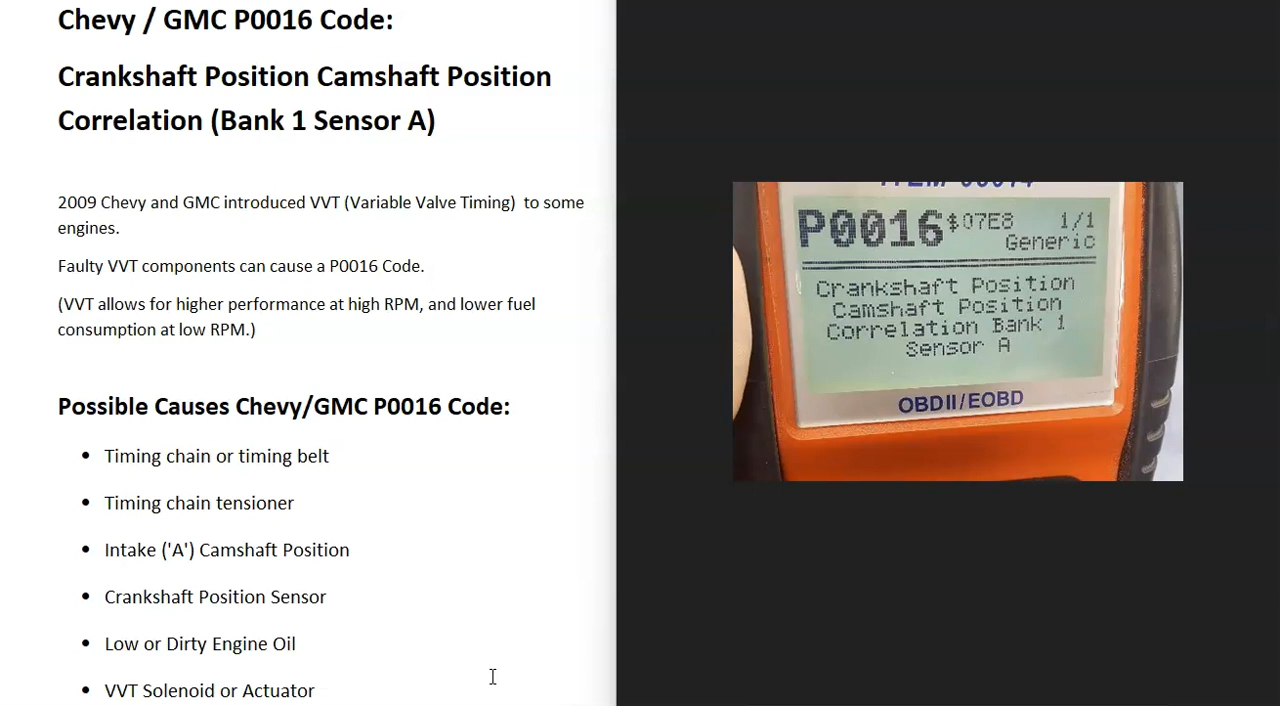 Chevy / GMC P0016 Code:
Crankshaft Position Camshaft Position
Correlation (Bank 1 Sensor A)
2009 Chevy and GMC introduced VVT (Variable Valve Timing) to some
engines.
Faulty VVT components can cause a P0016 Code.
(VVT allows for higher performance at high RPM, and lower fuel
consumption at low RPM.)
Possible Causes Chevy/GMC P0016 Code:
• Timing chain or timing belt
• Timing chain tensioner
• Intake ('A') Camshaft Position
• Crankshaft Position Sensor
• Low or Dirty Engine Oil
• VVT Solenoid or Actuator
P0016 $07E8 1/1
Generic
Crankshaft Position
Camshaft Position
Correlation Bank 1
Sensor A
OBDII/EOBD